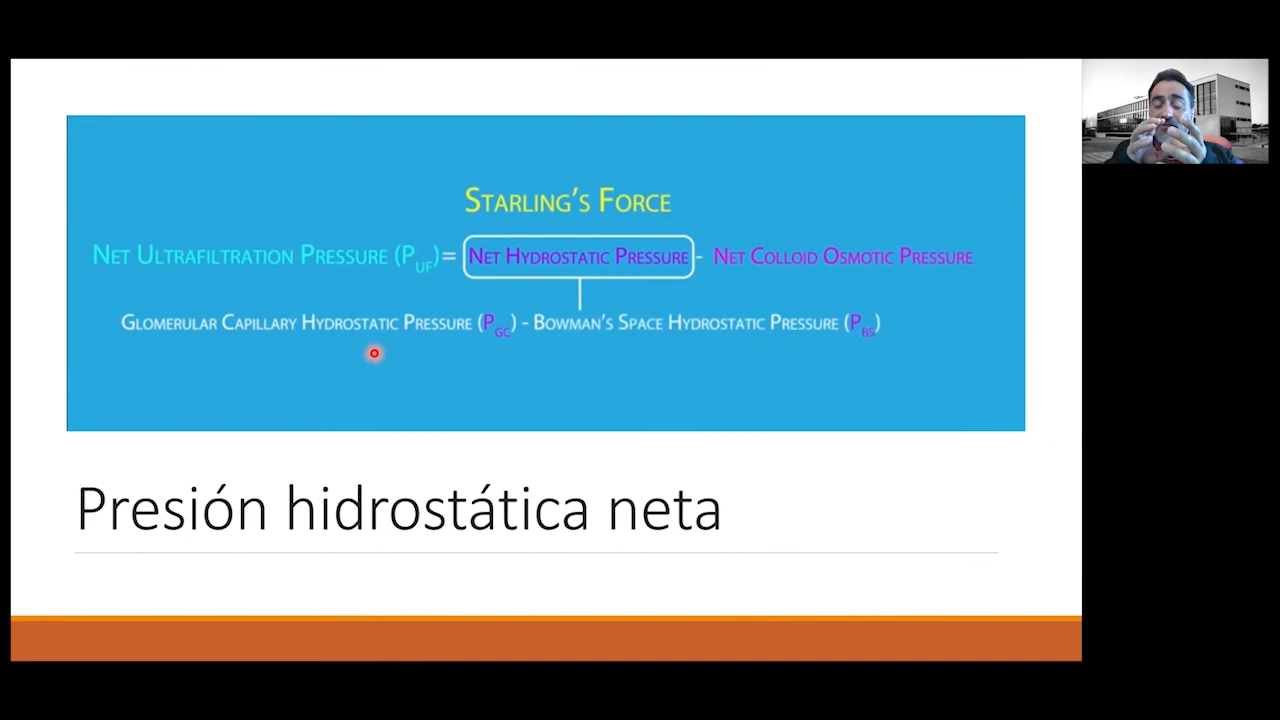 STARLING'S FORCE
NET ULTRAFILTRATION PRESSURE (PUF)= NET HYDROSTATIC PRESSURE - NET COLLOID OSMOTIC PRESSURE
GLOMERULAR CAPILLARY HYDROSTATIC PRESSURE (PGC) - BOWMAN'S SPACE HYDROSTATIC PRESSURE (PBS)
Presión hidrostática neta